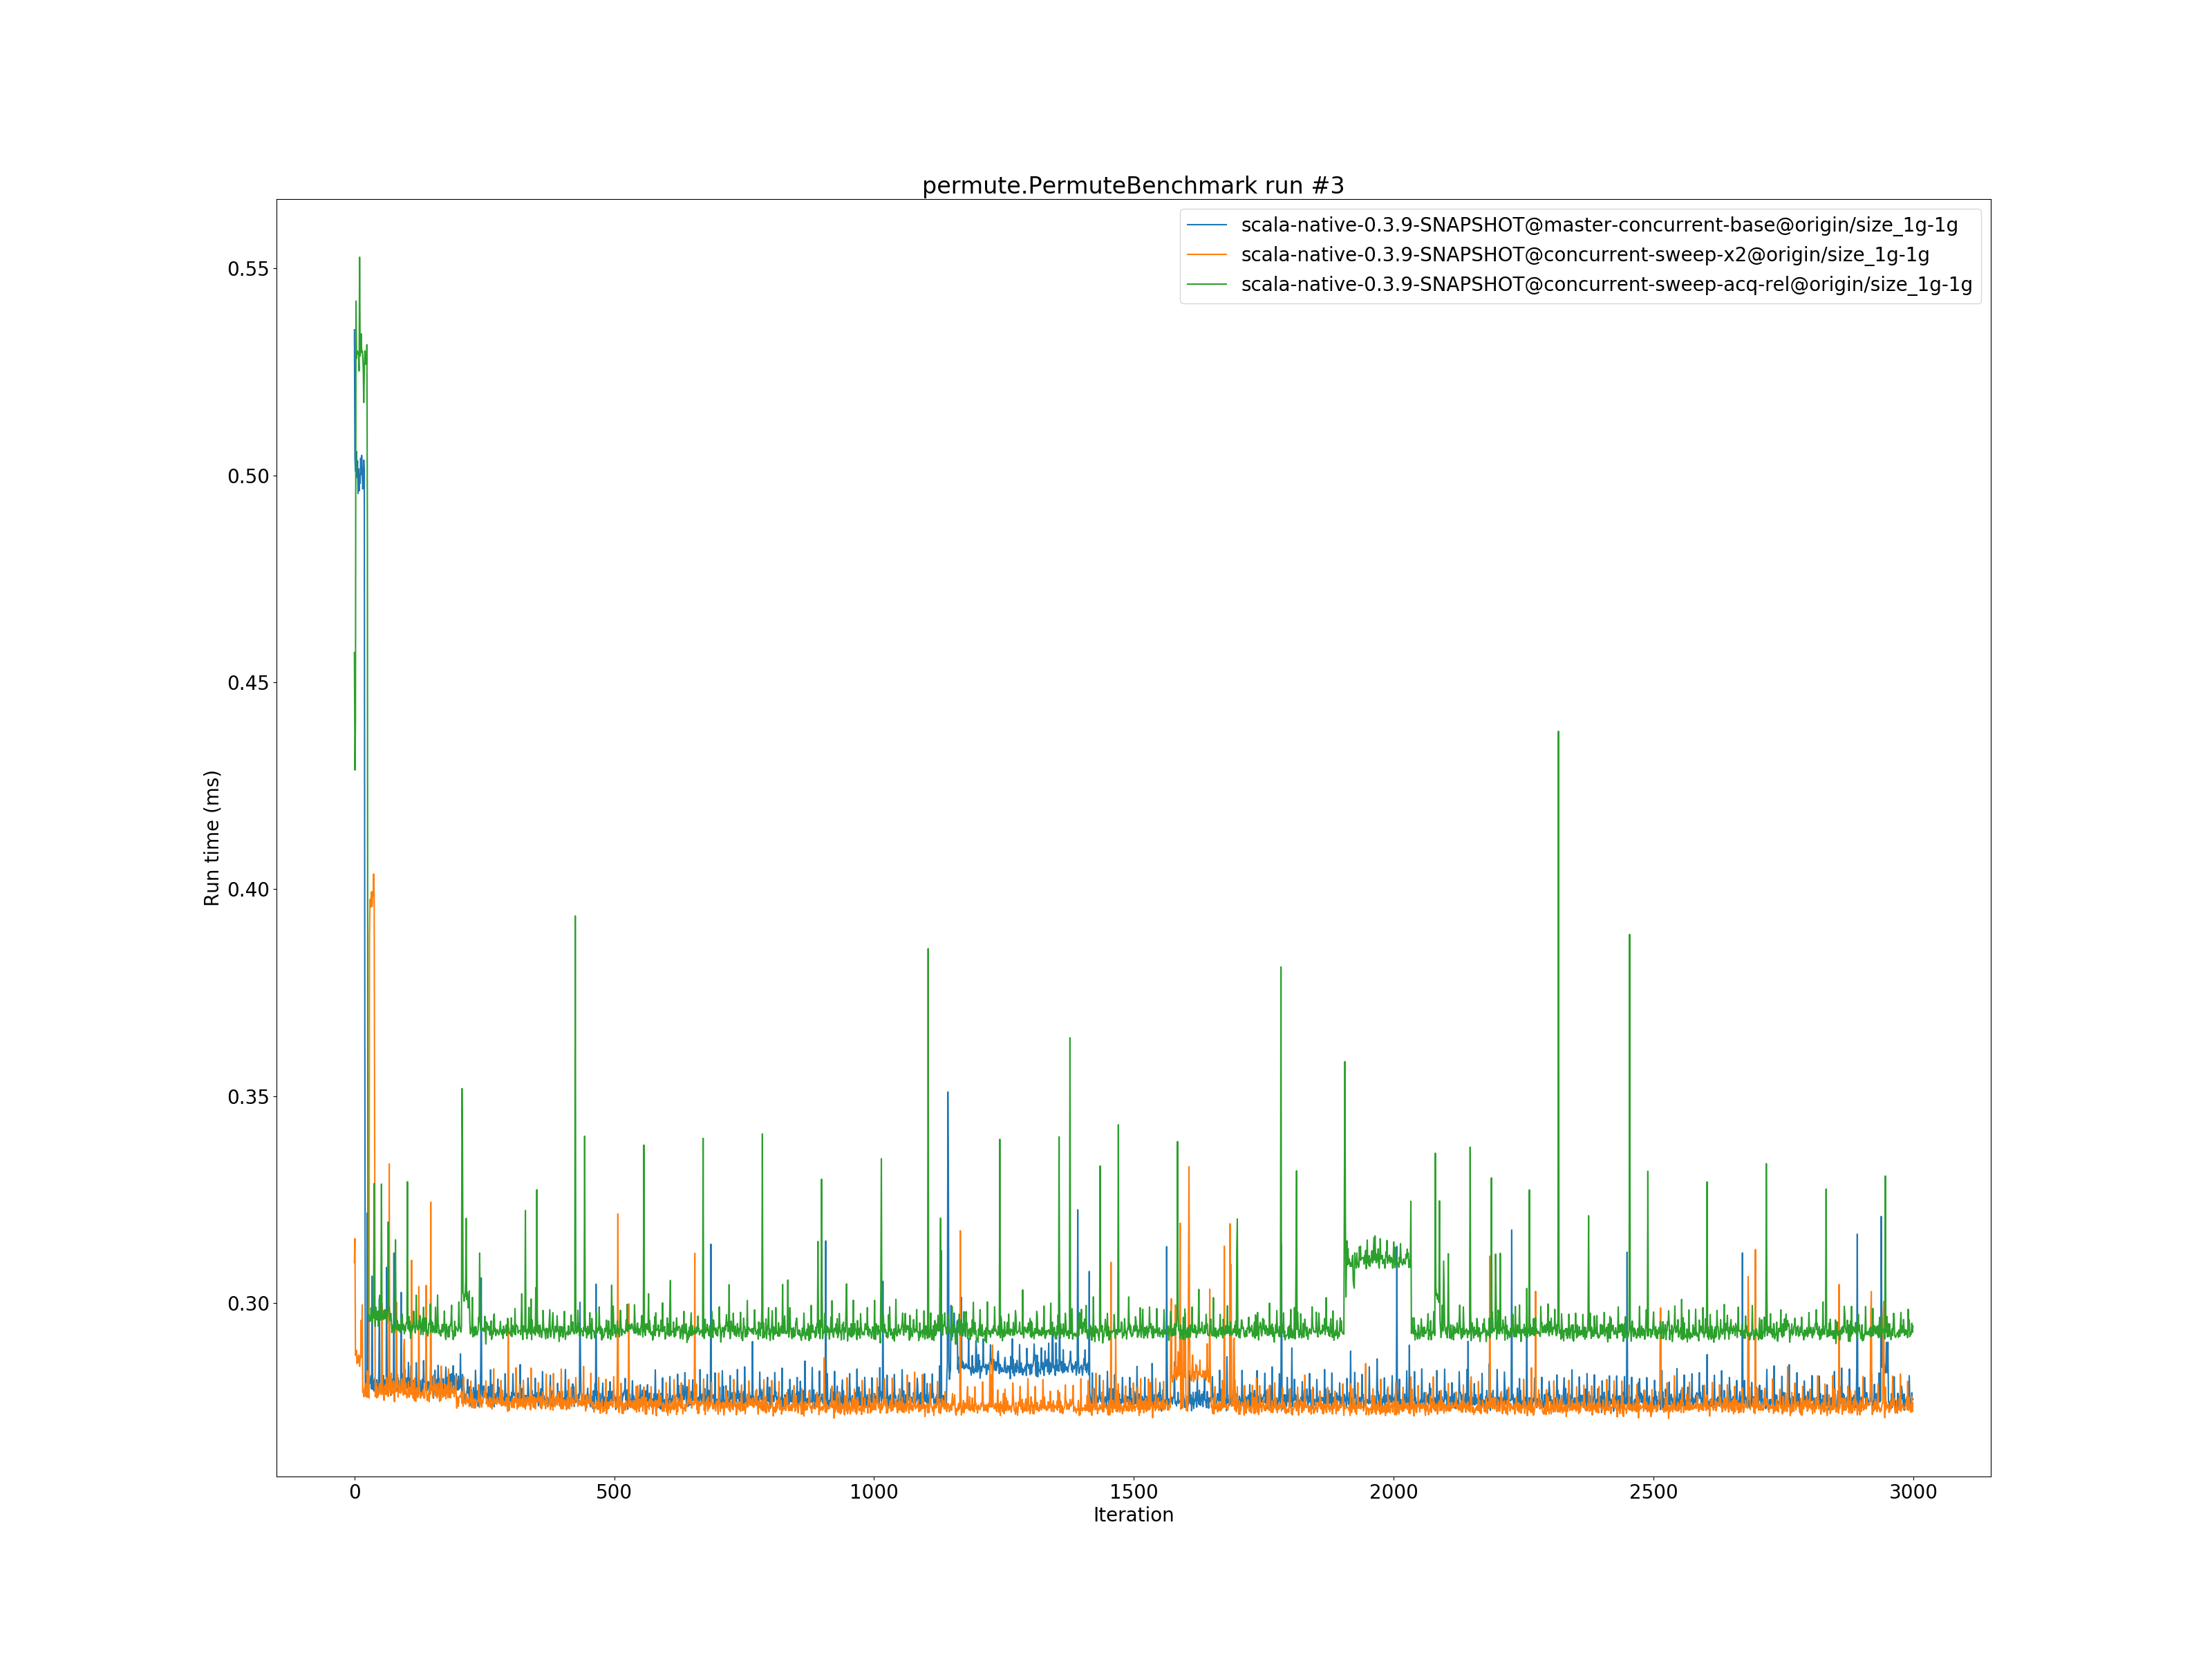 permute.PermuteBenchmark run #3
scala-native-0.3.9-SNAPSHOT@master-concurrent-base@origin/size_1g-1g
scala-native-0.3.9-SNAPSHOT@concurrent-sweep-x2@origin/size_1g-1g
scala-native-0.3.9-SNAPSHOT@concurrent-sweep-acq-rel@origin/size_1g-1g
0.55
0.50
0.45
0.40
0.35
0.30
Run time (ms)
0 500 1000 1500 2000 2500 3000
Iteration